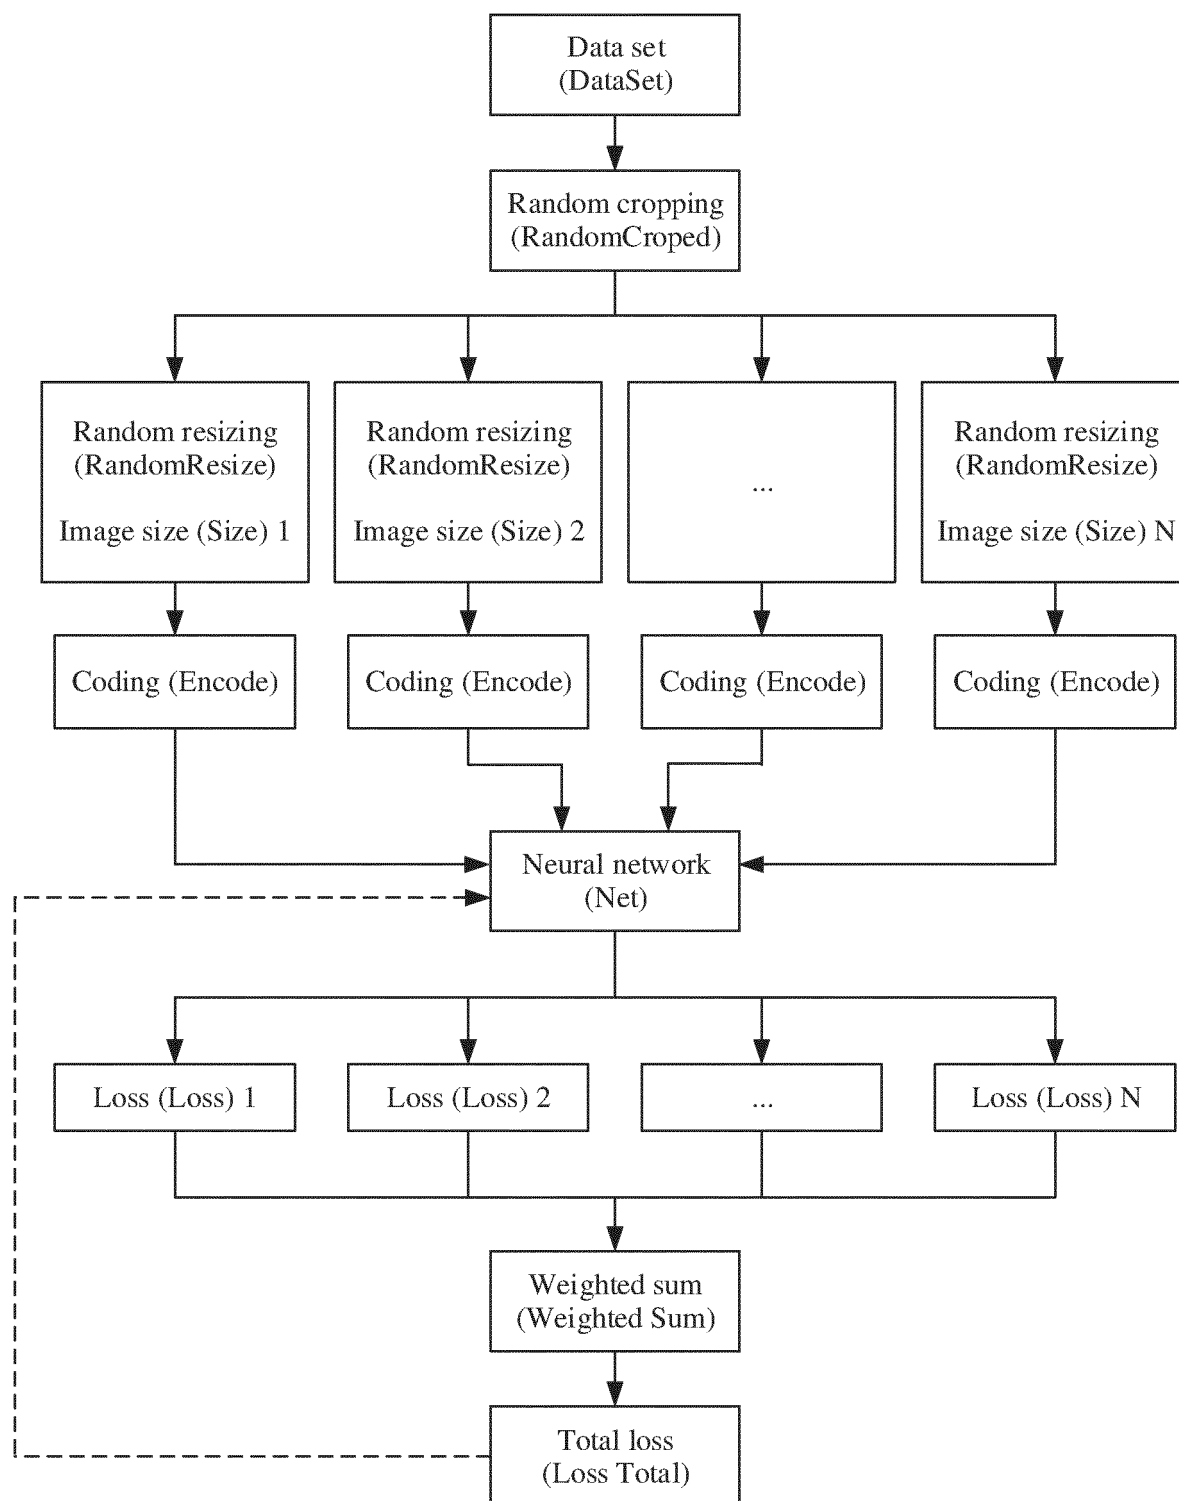 Data set
(DataSet)
Random cropping
(RandomCroped)
Random resizing
(RandomResize)
Image size (Size) 1
Random resizing
(RandomResize)
Image size (Size) 2
...
Random resizing
(RandomResize)
Image size (Size) N
Coding (Encode)
Coding (Encode)
Coding (Encode)
Coding (Encode)
Neural network
(Net)
Loss (Loss) 1
Loss (Loss) 2
...
Loss (Loss) N
Weighted sum
(Weighted Sum)
Total loss
(Loss Total)